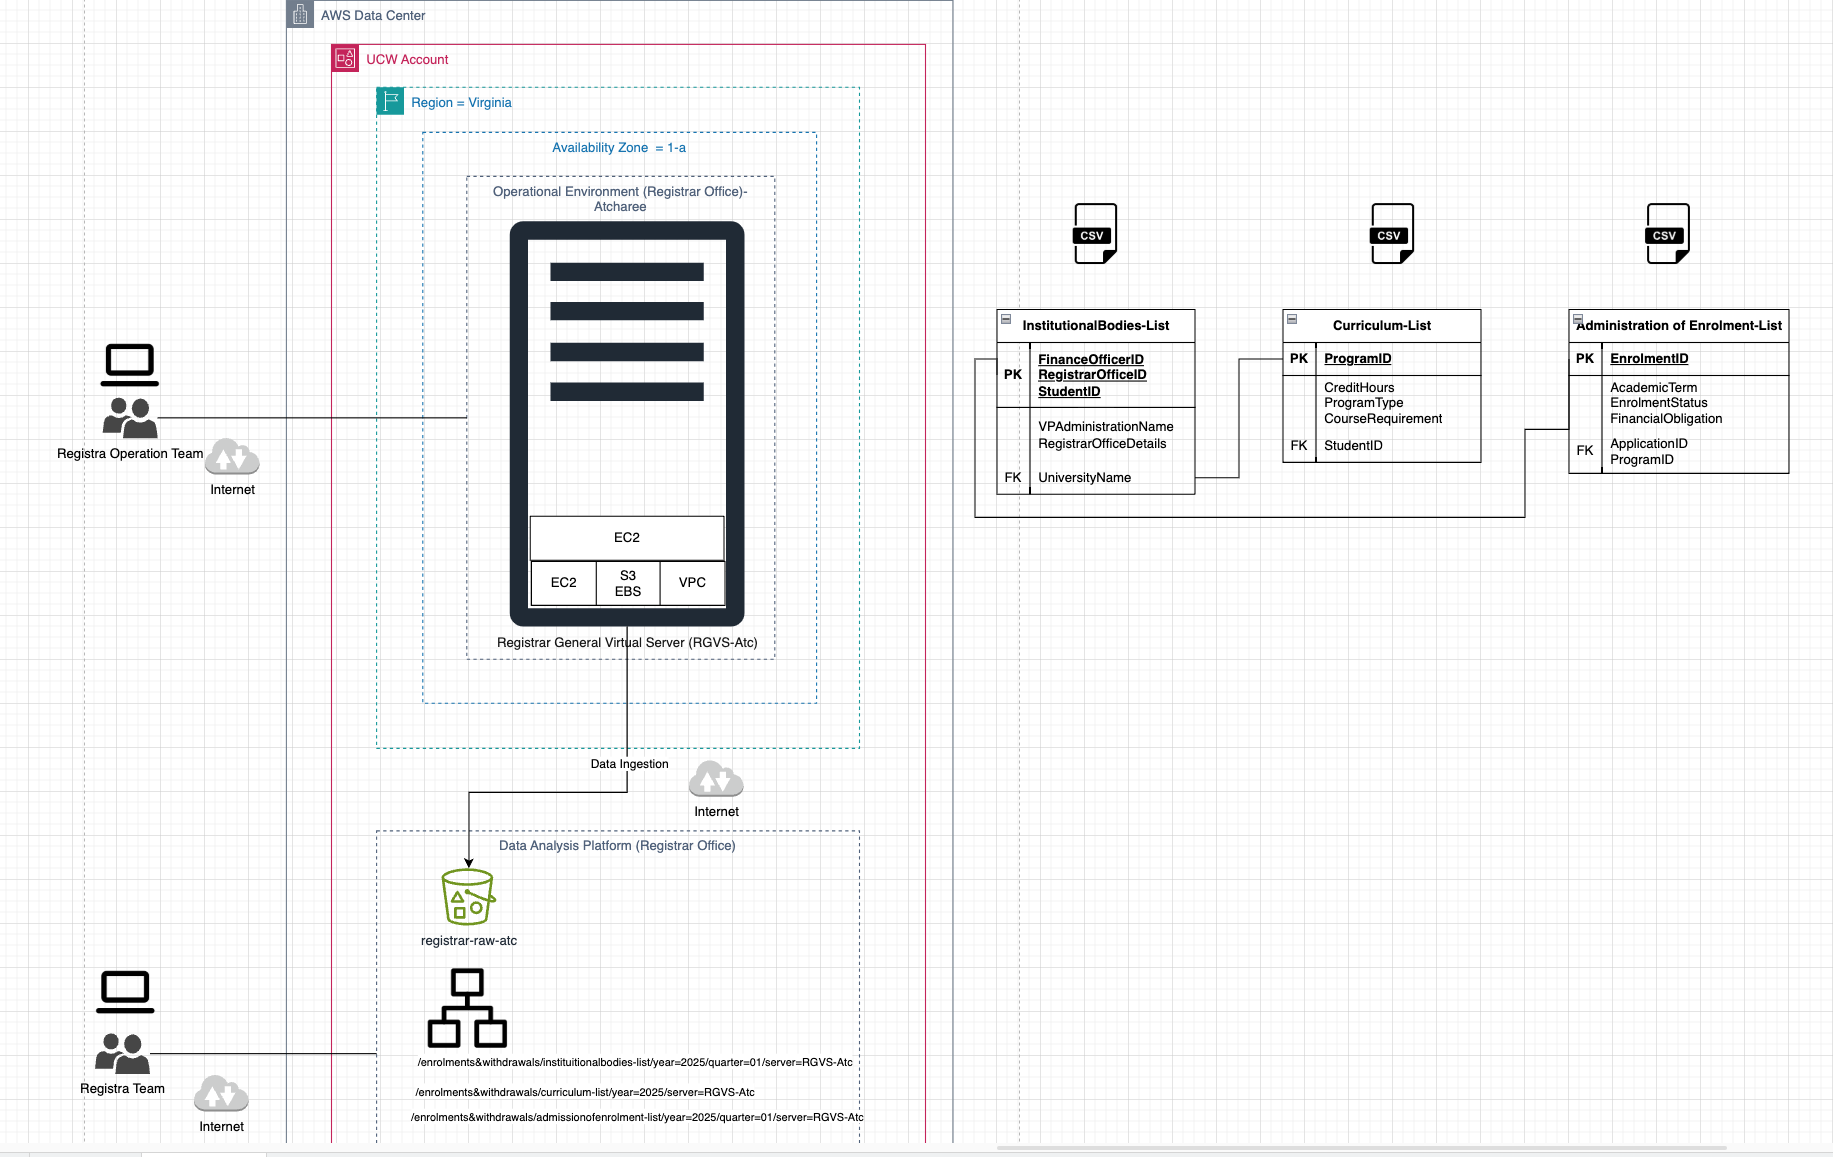 AWS Data Center
UCW Account
Region = Virginia
Availability Zone = 1-a
Operational Environment (Registrar Office)-
Atcharee
EC2
EC2
S3
EBS
VPC
Registrar General Virtual Server (RGVS-Atc)
Registra Operation Team
Internet
Data Ingestion
Internet
Data Analysis Platform (Registrar Office)
registrar-raw-atc
/enrolments&withdrawals/instituitionalbodies-list/year=2025/quarter=01/server=RGVS-Atc
/enrolments&withdrawals/curriculum-list/year=2025/server=RGVS-Atc
/enrolments&withdrawals/admissionofenrolment-list/year=2025/quarter=01/server=RGVS-Atc
Registra Team
Internet
CSV
InstitutionalBodies-List
PK
FinanceOfficerID
RegistrarOfficeID
StudentID
VPAdministrationName
RegistrarOfficeDetails
FK
UniversityName
CSV
Curriculum-List
PK
ProgramID
CreditHours
ProgramType
CourseRequirement
FK
StudentID
CSV
Administration of Enrolment-List
PK
EnrolmentID
AcademicTerm
EnrolmentStatus
FinancialObligation
FK
ApplicationID
ProgramID